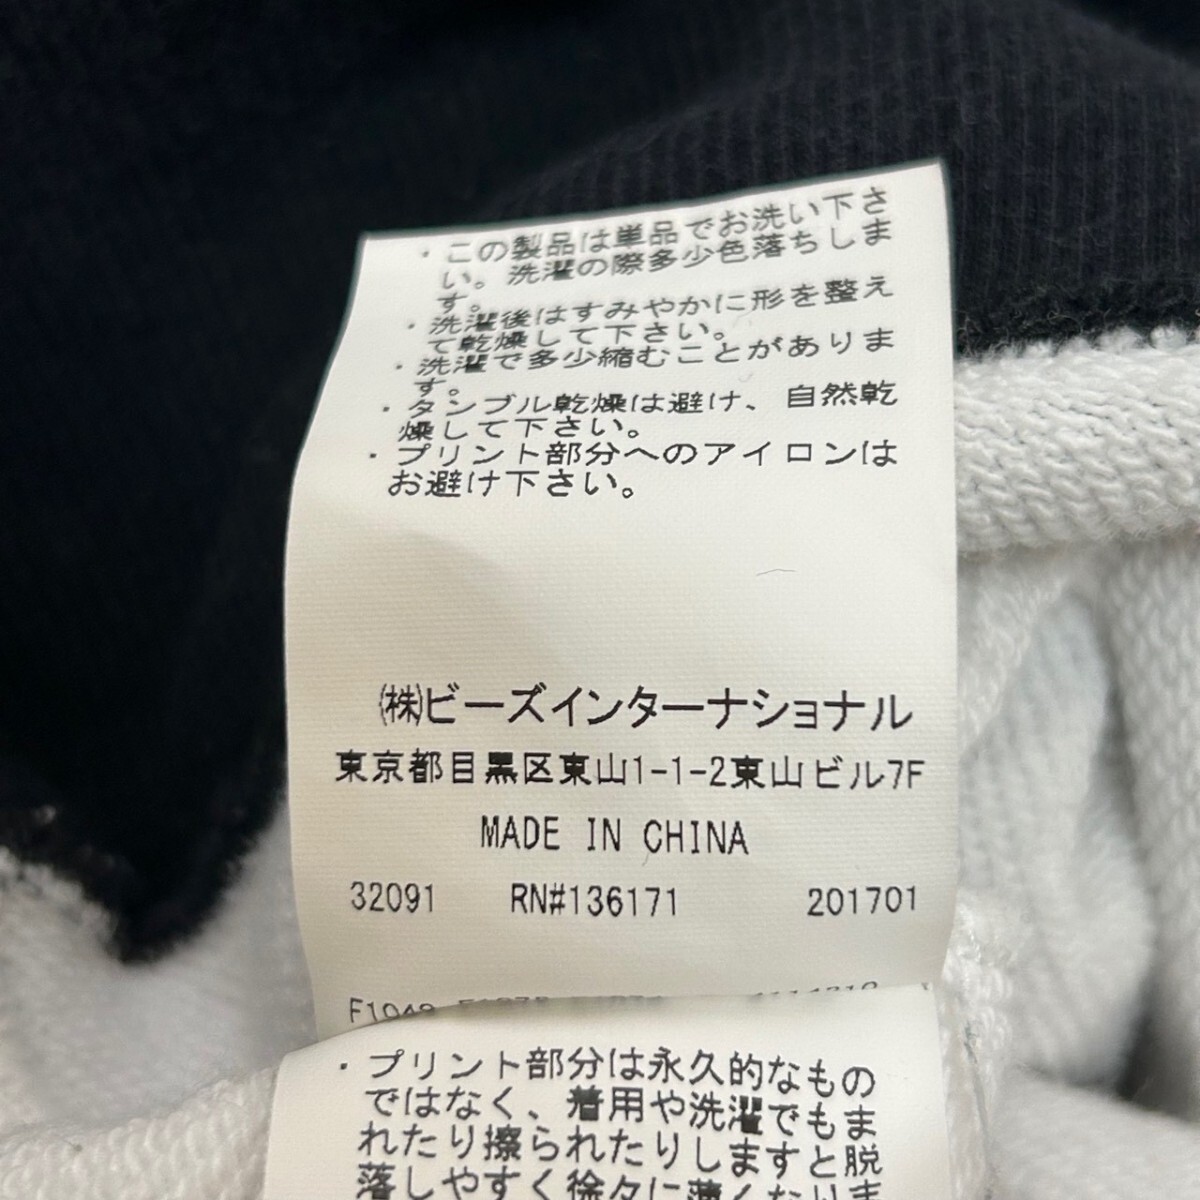 ・この製品は単品でお洗い下さ
い。洗濯の際多少色落ちしま
す。
・洗濯後はすみやかに形を整え
て乾燥して下さい。
・洗濯で多少縮むことがありま
す。
・タンブル乾燥は避け、自然乾
燥して下さい。
・プリント部分へのアイロンは
お避け下さい。
㈱ビーズインターナショナル
東京都目黒区東山1-1-2東山ビル7F
MADE IN CHINA
32091 RN#136171 201701
・プリント部分は永久的なもの
ではなく、着用や洗濯でもま
れたり擦られたりしますと脱
落しやすく徐々に薄くなりま